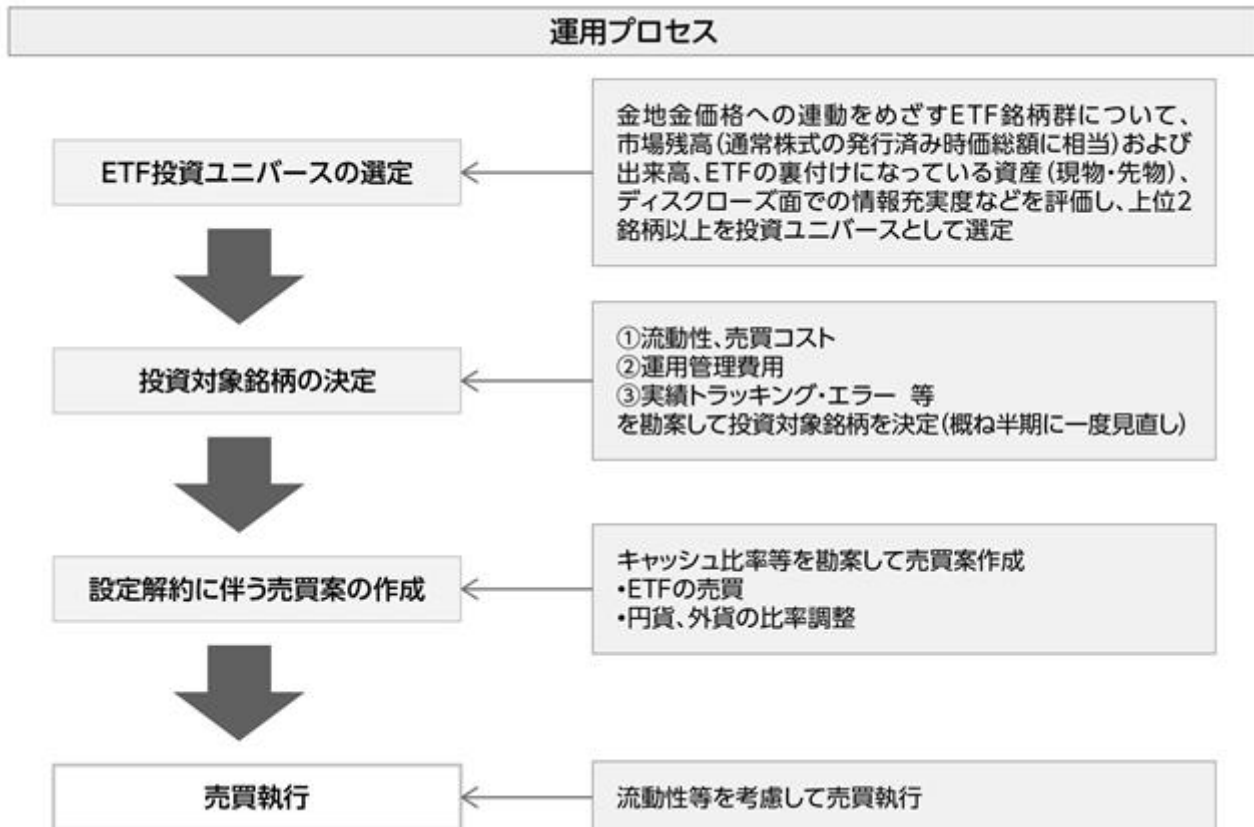 運用プロセス
ETF投資ユニバースの選定
金地金価格への連動をめざすETF銘柄群について、
市場残高(通常株式の発行済み時価総額に相当)および
出来高、ETFの裏付けになっている資産(現物・先物)、
ディスクローズ面での情報充実度などを評価し、上位2
銘柄以上を投資ユニバースとして選定
投資対象銘柄の決定
①流動性、売買コスト
②運用管理費用
③実績トラッキング・エラー 等
を勘案して投資対象銘柄を決定(概ね半期に一度見直し)
設定解約に伴う売買案の作成
キャッシュ比率等を勘案して売買案作成
•ETFの売買
•円貨、外貨の比率調整
売買執行
流動性等を考慮して売買執行